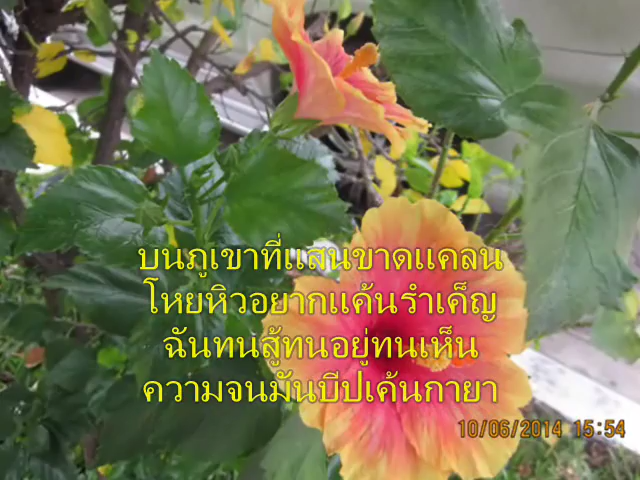 บนภูเขาที่แสนขาดแคลน
โหยหิวอยากแค้นรำเค็ญ
ฉันทนสู้ทนอยู่ทนเห็น
ความจนมันบีปเค้นกายา
10/06/2014 15:54